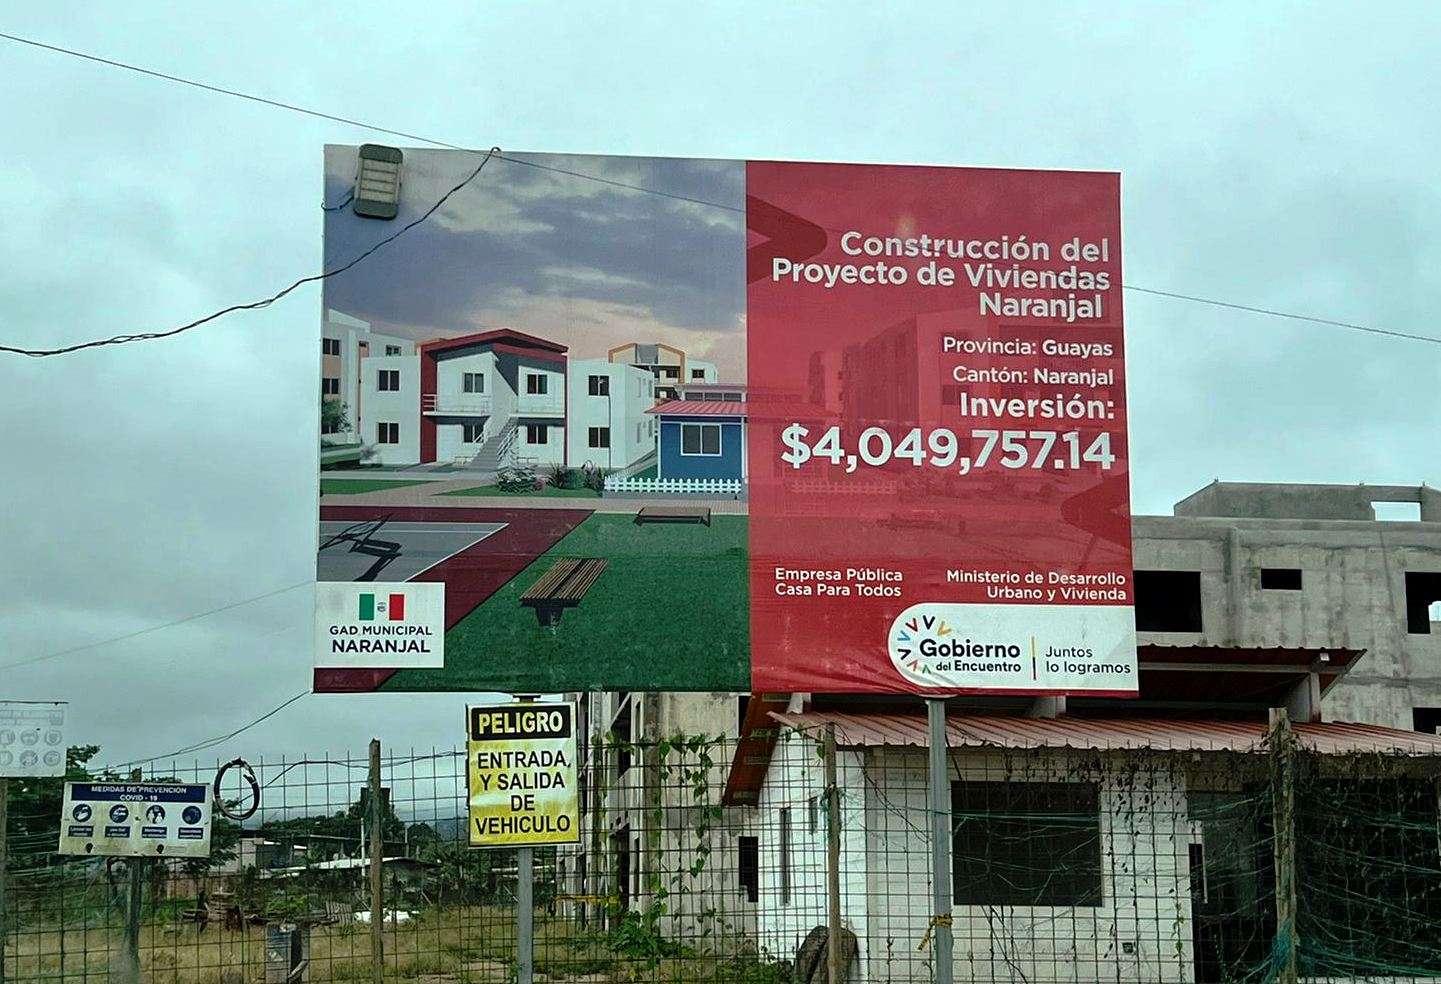 Construcción del
Proyecto de Viviendas
Naranjal
Provincia: Guayas
Cantón: Naranjal
Inversión:
$4,049,757.14
Empresa Pública
Casa Para Todos
Ministerio de Desarrollo
Urbano y Vivienda
GAD MUNICIPAL
NARANJAL
Gobierno
del Encuentro
Juntos
lo logramos
PELIGRO
ENTRADA
Y SALIDA
DE
VEHICULO
MEDIDAS DE PREVENCIÓN
COVID - 19